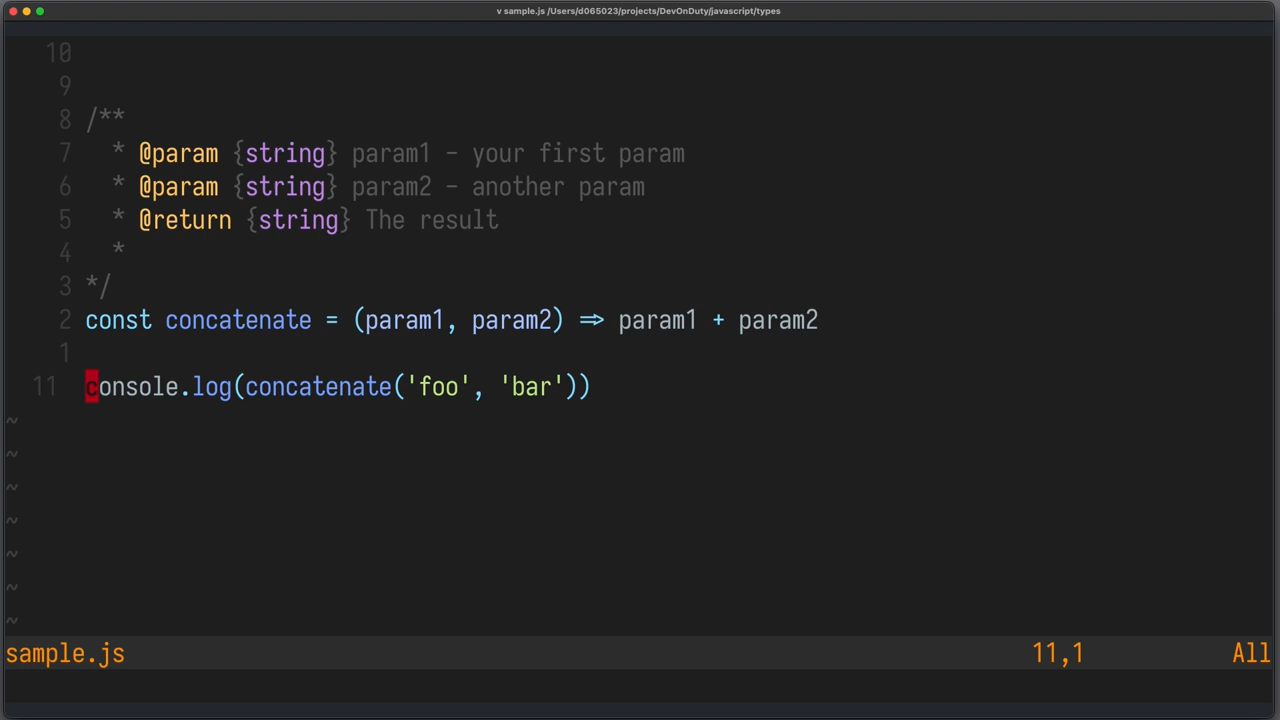 v sample.js /Users/d065023/projects/DevOnDuty/javascript/types
10
9
8 /**
7 * @param {string} param1 - your first param
6 * @param {string} param2 - another param
5 * @return {string} The result
4 *
3 */
2 const concatenate = (param1, param2) => param1 + param2
1
11 console.log(concatenate('foo', 'bar'))
~
~
~
~
~
~
~
sample.js 11,1 All